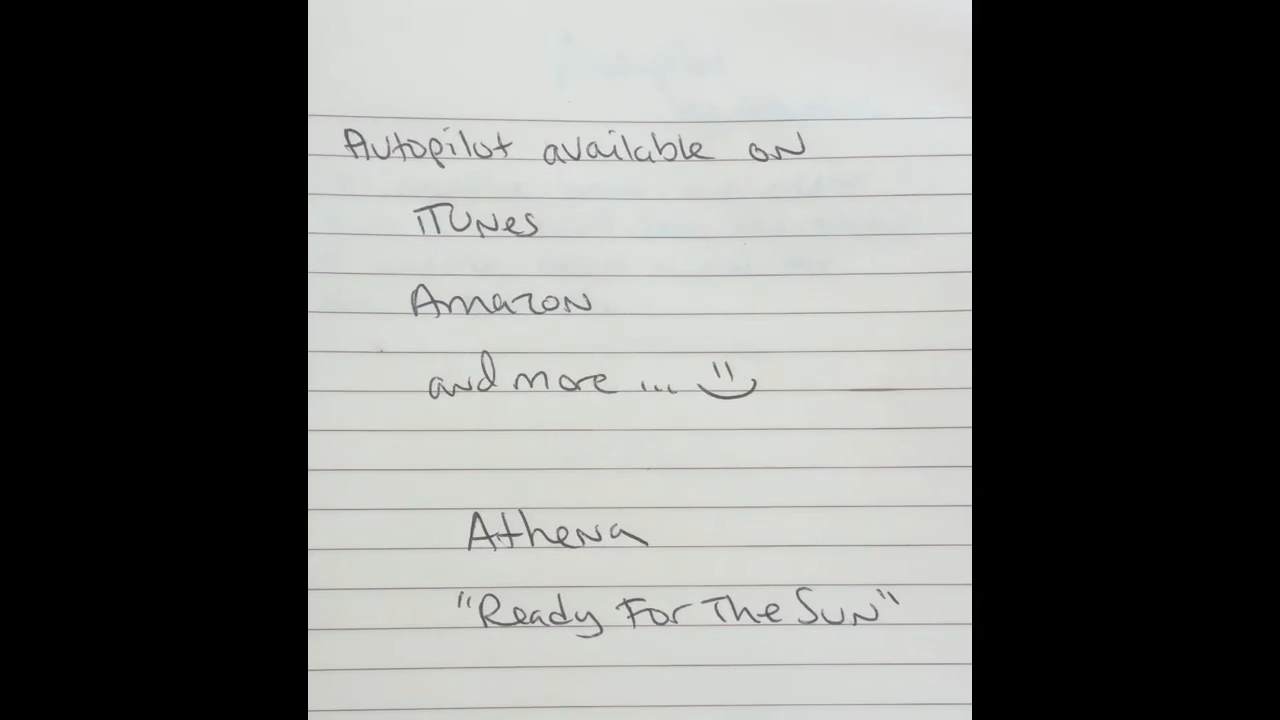 Autopilot available on
iTUNes
Amazon
and more ...
Athena
"Ready For The Sun"